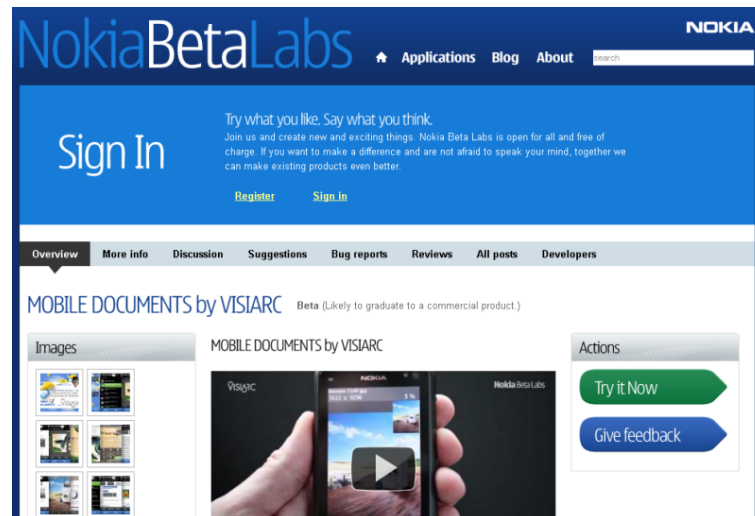 NokiaBetaLabs
NOKIA
Applications Blog About
search
Sign In
Try what you like. Say what you think.
Join us and create new and exciting things. Nokia Beta Labs is open for all and free of
charge. If you want to make a difference and are not afraid to speak your mind, together we
can make existing products even better.
Register Sign in
Overview More info Discussion Suggestions Bug reports Reviews All posts Developers
MOBILE DOCUMENTS by VISIARC Beta (Likely to graduate to a commercial product.)
Images
MOBILE DOCUMENTS by VISIARC
VISIARC
NOKIA
Nokia Beta Labs
5 %
Actions
Try it Now
Give feedback